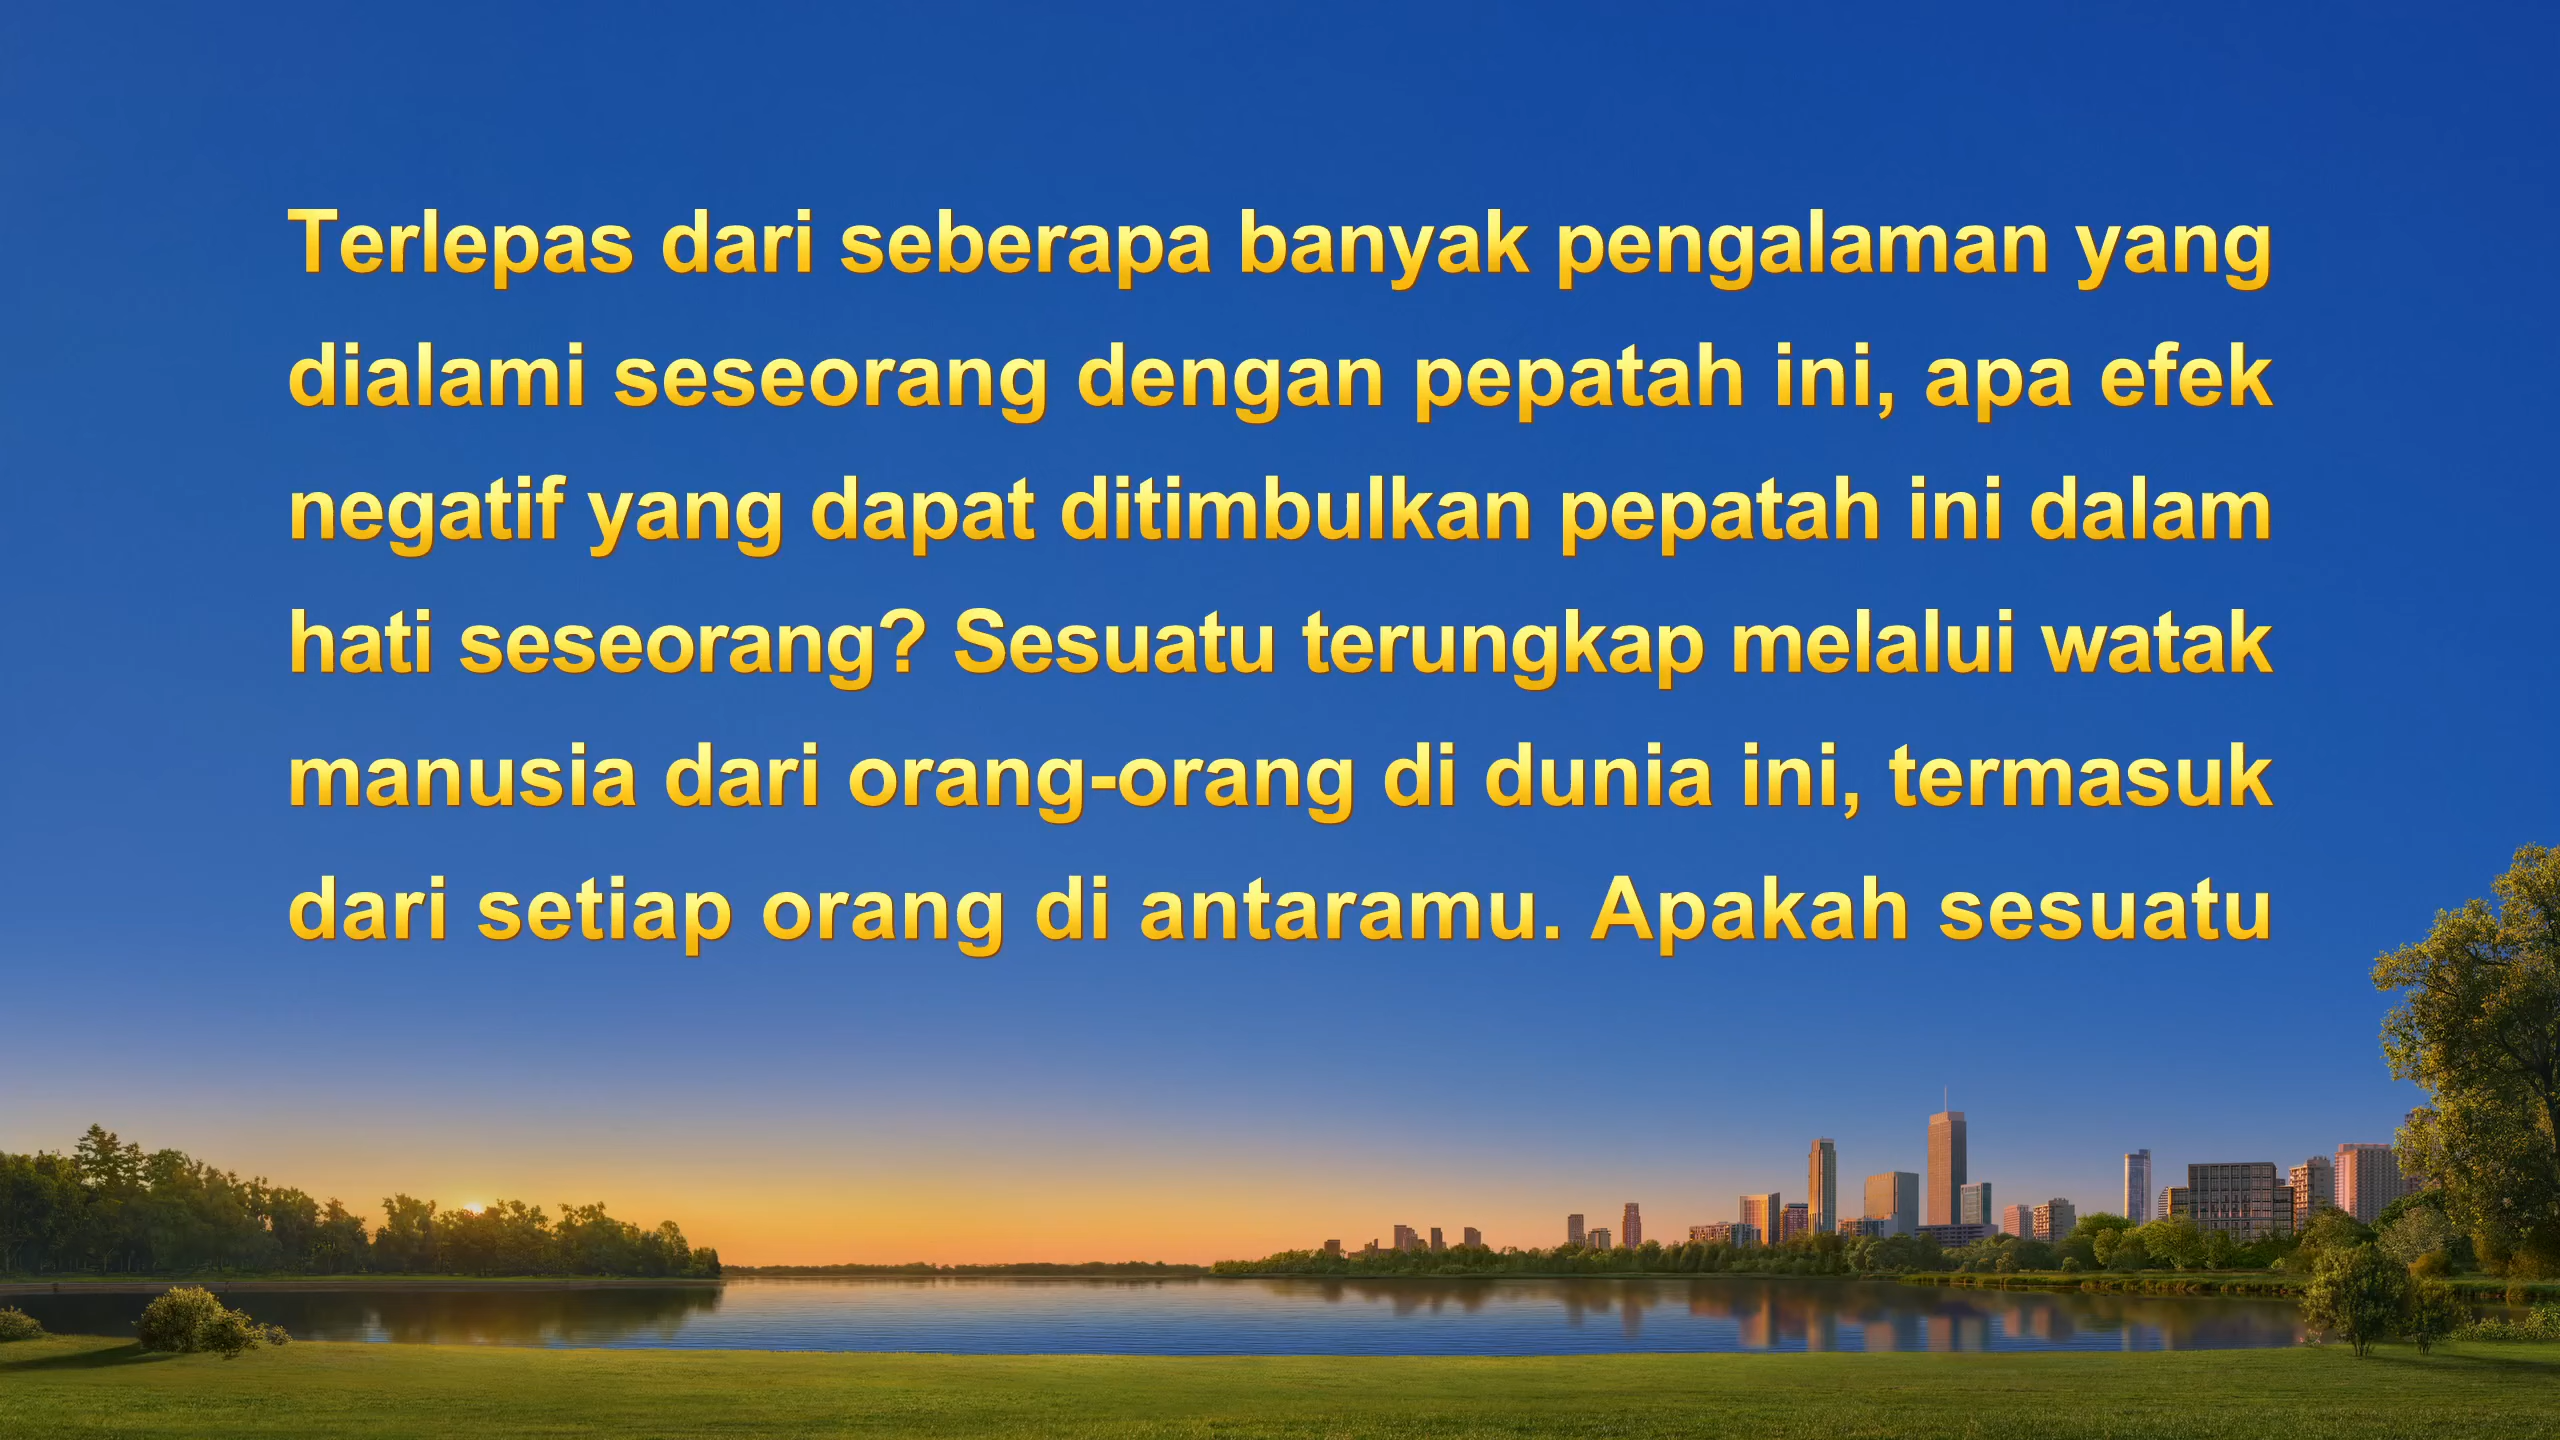 Terlepas dari seberapa banyak pengalaman yang
dialami seseorang dengan pepatah ini, apa efek
negatif yang dapat ditimbulkan pepatah ini dalam
hati seseorang? Sesuatu terungkap melalui watak
manusia dari orang-orang di dunia ini, termasuk
dari setiap orang di antaramu. Apakah sesuatu